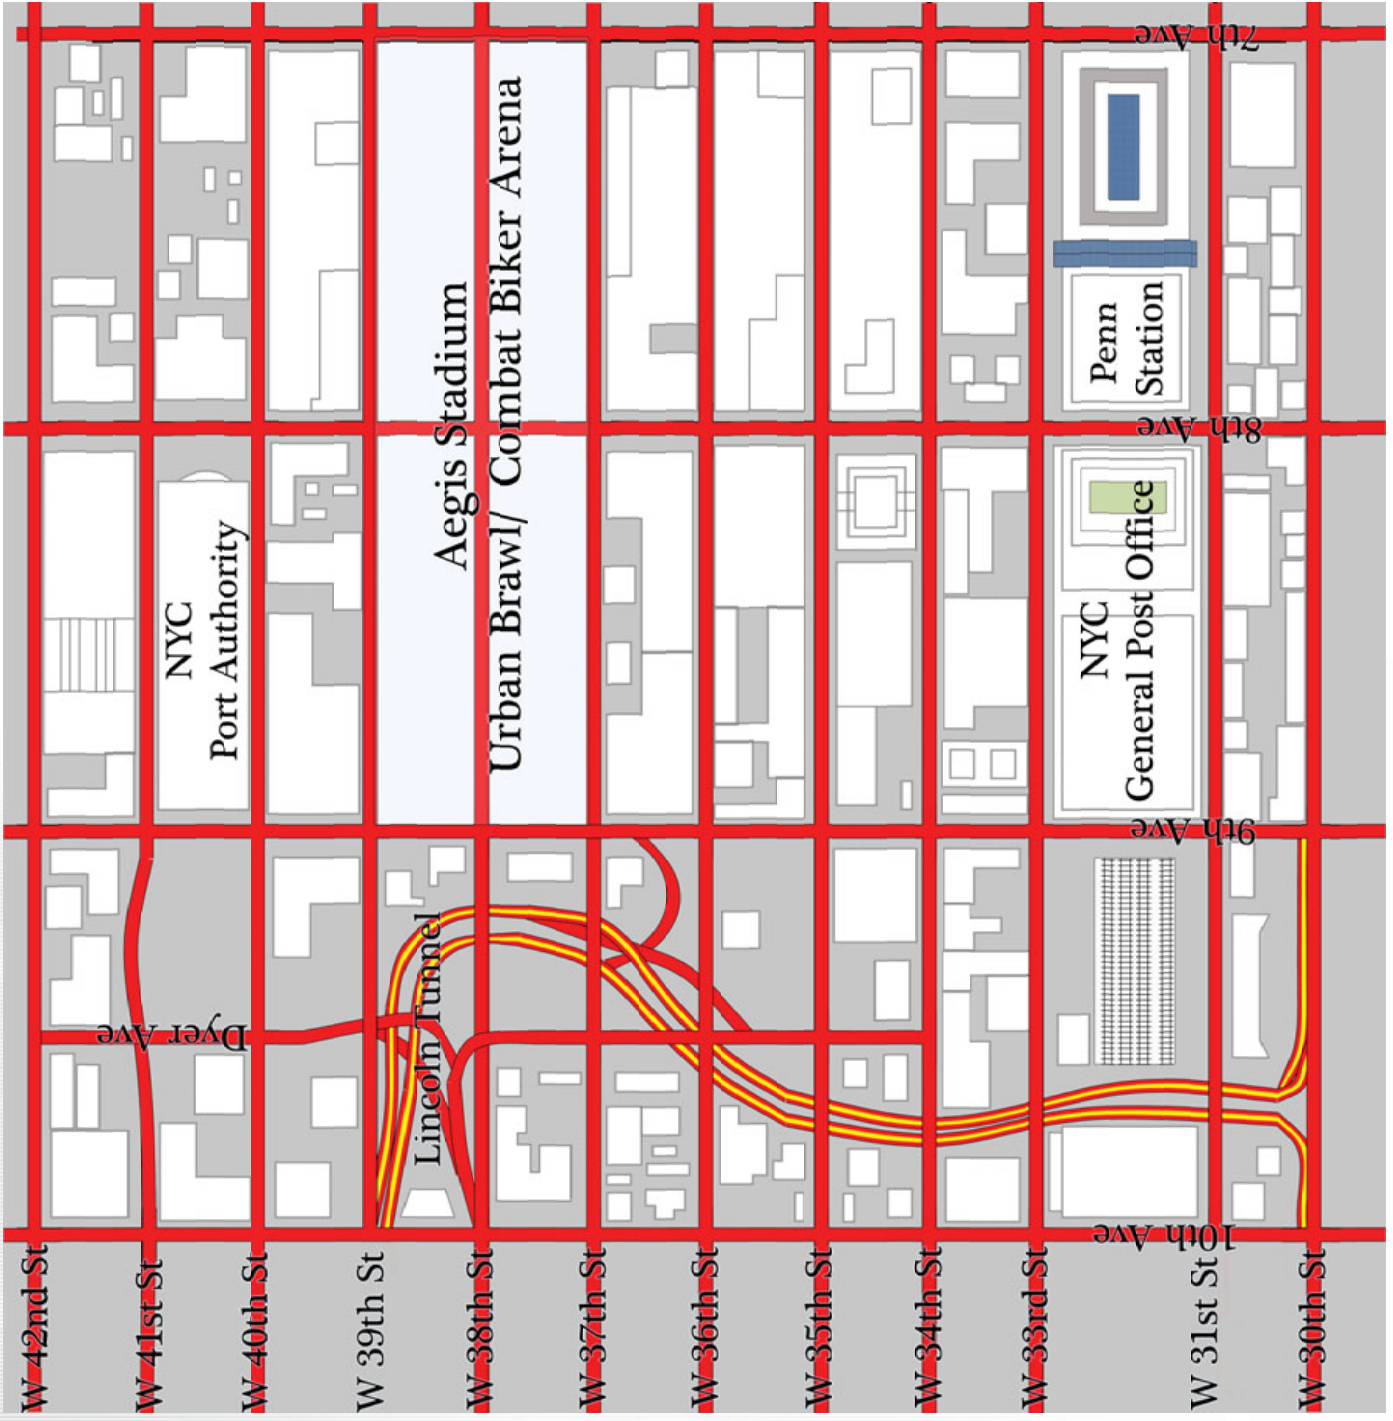 7th Ave
Aegis Stadium
Urban Brawl/ Combat Biker Arena
Penn
Station
8th Ave
NYC
Port Authority
NYC
General Post Office
9th Ave
Lincoln Tunnel
Dyer Ave
10th Ave
W 42nd St
W 41st St
W 40th St
W 39th St
W 38th St
W 37th St
W 36th St
W 35th St
W 34th St
W 33rd St
W 31st St
W 30th St